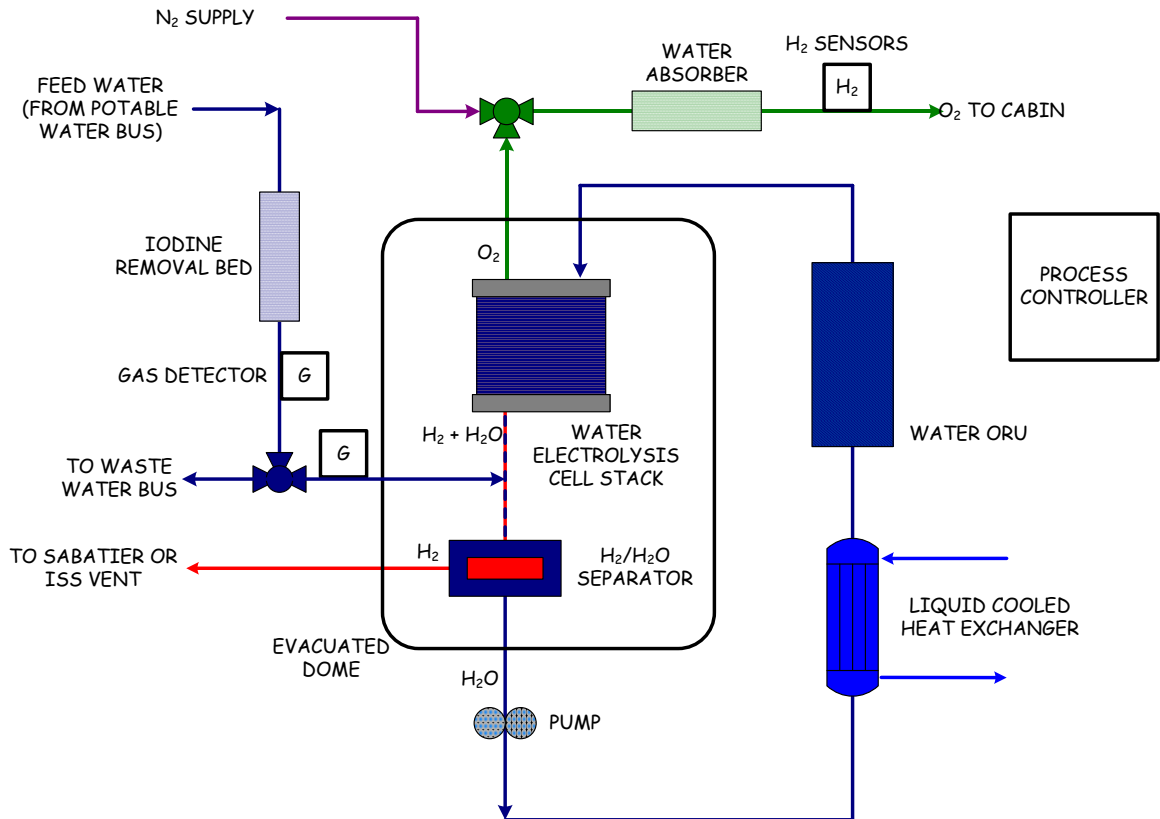 N₂ SUPPLY
FEED WATER
(FROM POTABLE
WATER BUS)
WATER
ABSORBER
H₂ SENSORS
H₂
O₂ TO CABIN
IODINE
REMOVAL BED
O₂
PROCESS
CONTROLLER
GAS DETECTOR
G
H₂ + H₂O
WATER
ELECTROLYSIS
CELL STACK
WATER ORU
G
TO WASTE
WATER BUS
TO SABATIER OR
ISS VENT
H₂
H₂/H₂O
SEPARATOR
LIQUID COOLED
HEAT EXCHANGER
EVACUATED
DOME
H₂O
PUMP